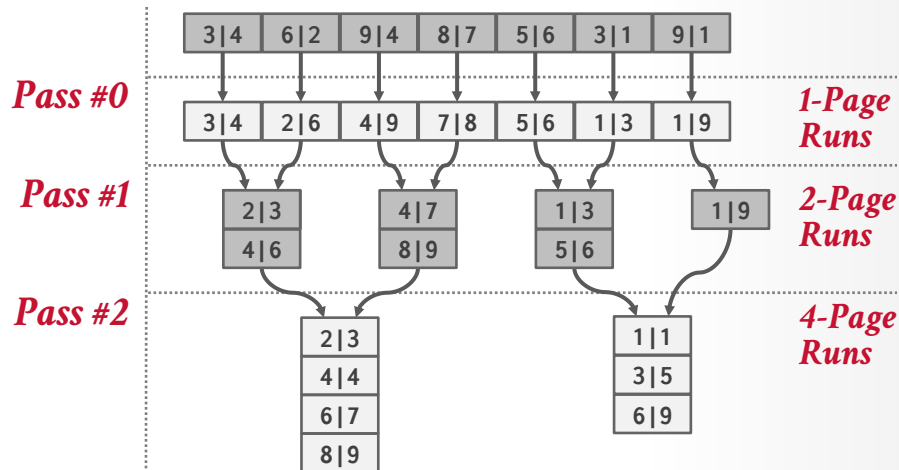 3|4 6|2 9|4 8|7 5|6 3|1 9|1
Pass #0
1-Page
Runs
3|4 2|6 4|9 7|8 5|6 1|3 1|9
Pass #1
2-Page
Runs
2|3 4|7 1|3 1|9
4|6 8|9 5|6
Pass #2
4-Page
Runs
2|3 1|1
4|4 3|5
6|7 6|9
8|9